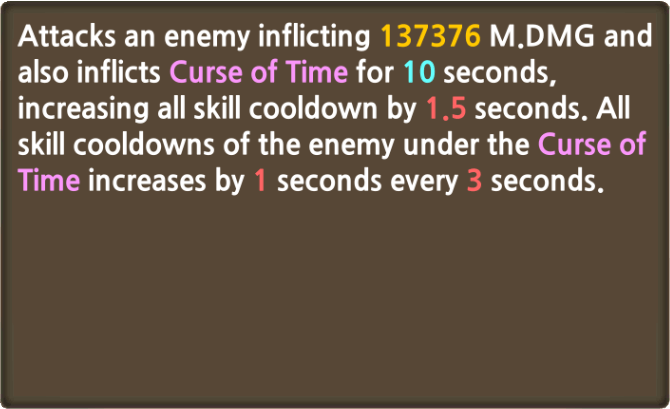 Attacks an enemy inflicting 137376 M.DMG and
also inflicts Curse of Time for 10 seconds,
increasing all skill cooldown by 1.5 seconds. All
skill cooldowns of the enemy under the Curse of
Time increases by 1 seconds every 3 seconds.